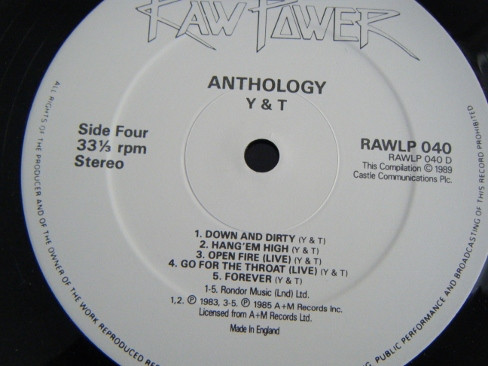 RAW POWER
ANTHOLOGY
Y & T
Side Four
33⅓ rpm
Stereo
RAWLP 040
RAWLP 040 D
This Compilation © 1989
Castle Communications Plc.
1. DOWN AND DIRTY (Y & T)
2. HANG'EM HIGH (Y & T)
3. OPEN FIRE (LIVE) (Y & T)
4. GO FOR THE THROAT (LIVE) (Y & T)
5. FOREVER (Y & T)
1-5. Rondor Music (Lnd) Ltd.
1,2. ℗ 1983, 3-5. ℗ 1985 A+M Records Inc.
Licensed from A+M Records Ltd.
Made in England
ALL RIGHTS OF THE PRODUCER AND OF THE OWNER OF THE WORK REPRODUCED RESE
NG, PUBLIC PERFORMANCE AND BROADCASTING OF THIS RECORD PROHIBITED